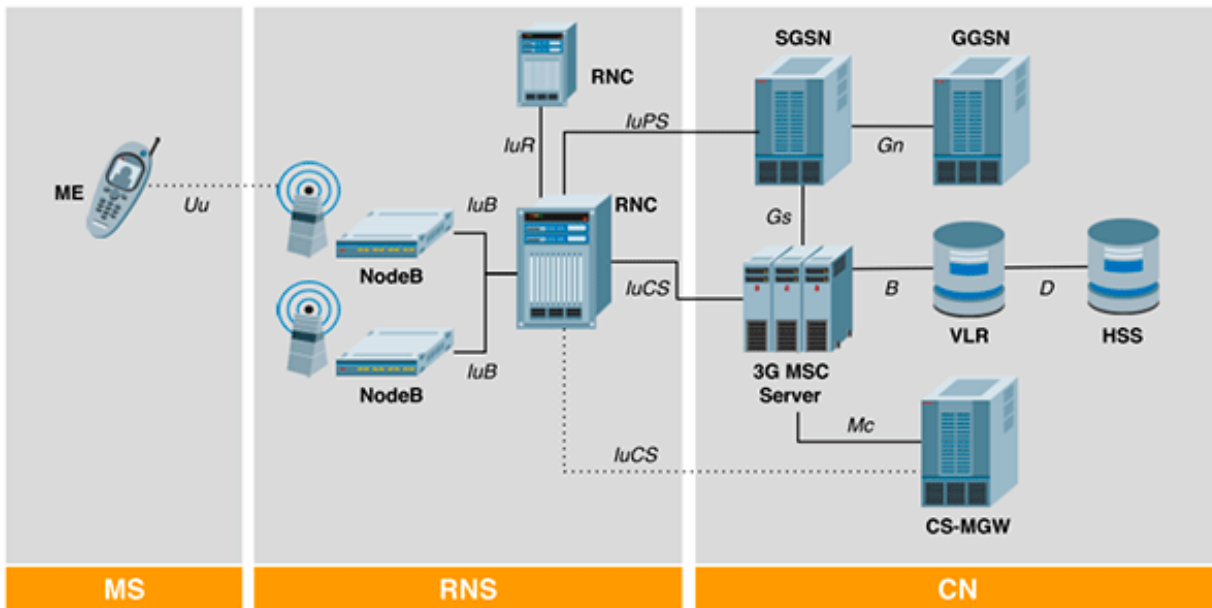 SGSN
GGSN
RNC
IuPS
IuR
Gn
ME
Uu
IuB
RNC
Gs
NodeB
IuCS
B
D
VLR
HSS
IuB
NodeB
3G MSC
Server
Mc
IuCS
CS-MGW
MS
RNS
CN